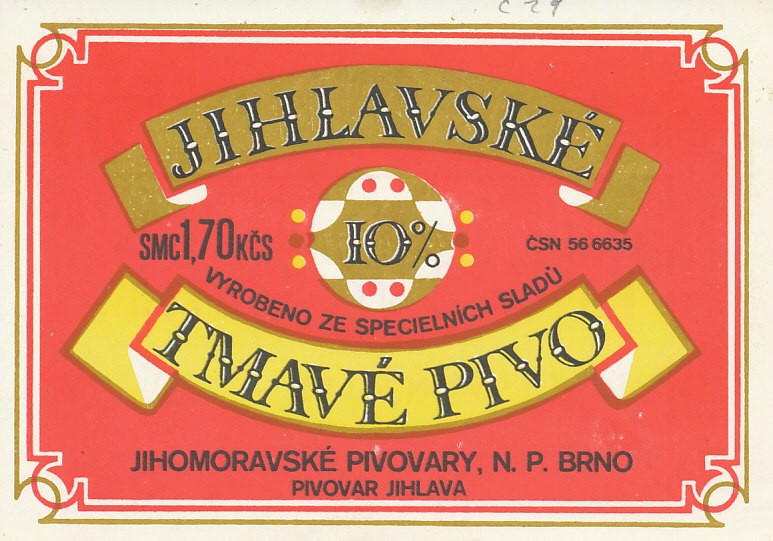 C 29
JIHLAVSKÉ
10%
SMC 1,70 KČS
ČSN 56 6635
VYROBENO ZE SPECIELNÍCH SLADŮ
TMAVÉ PIVO
JIHOMORAVSKÉ PIVOVARY, N. P. BRNO
PIVOVAR JIHLAVA